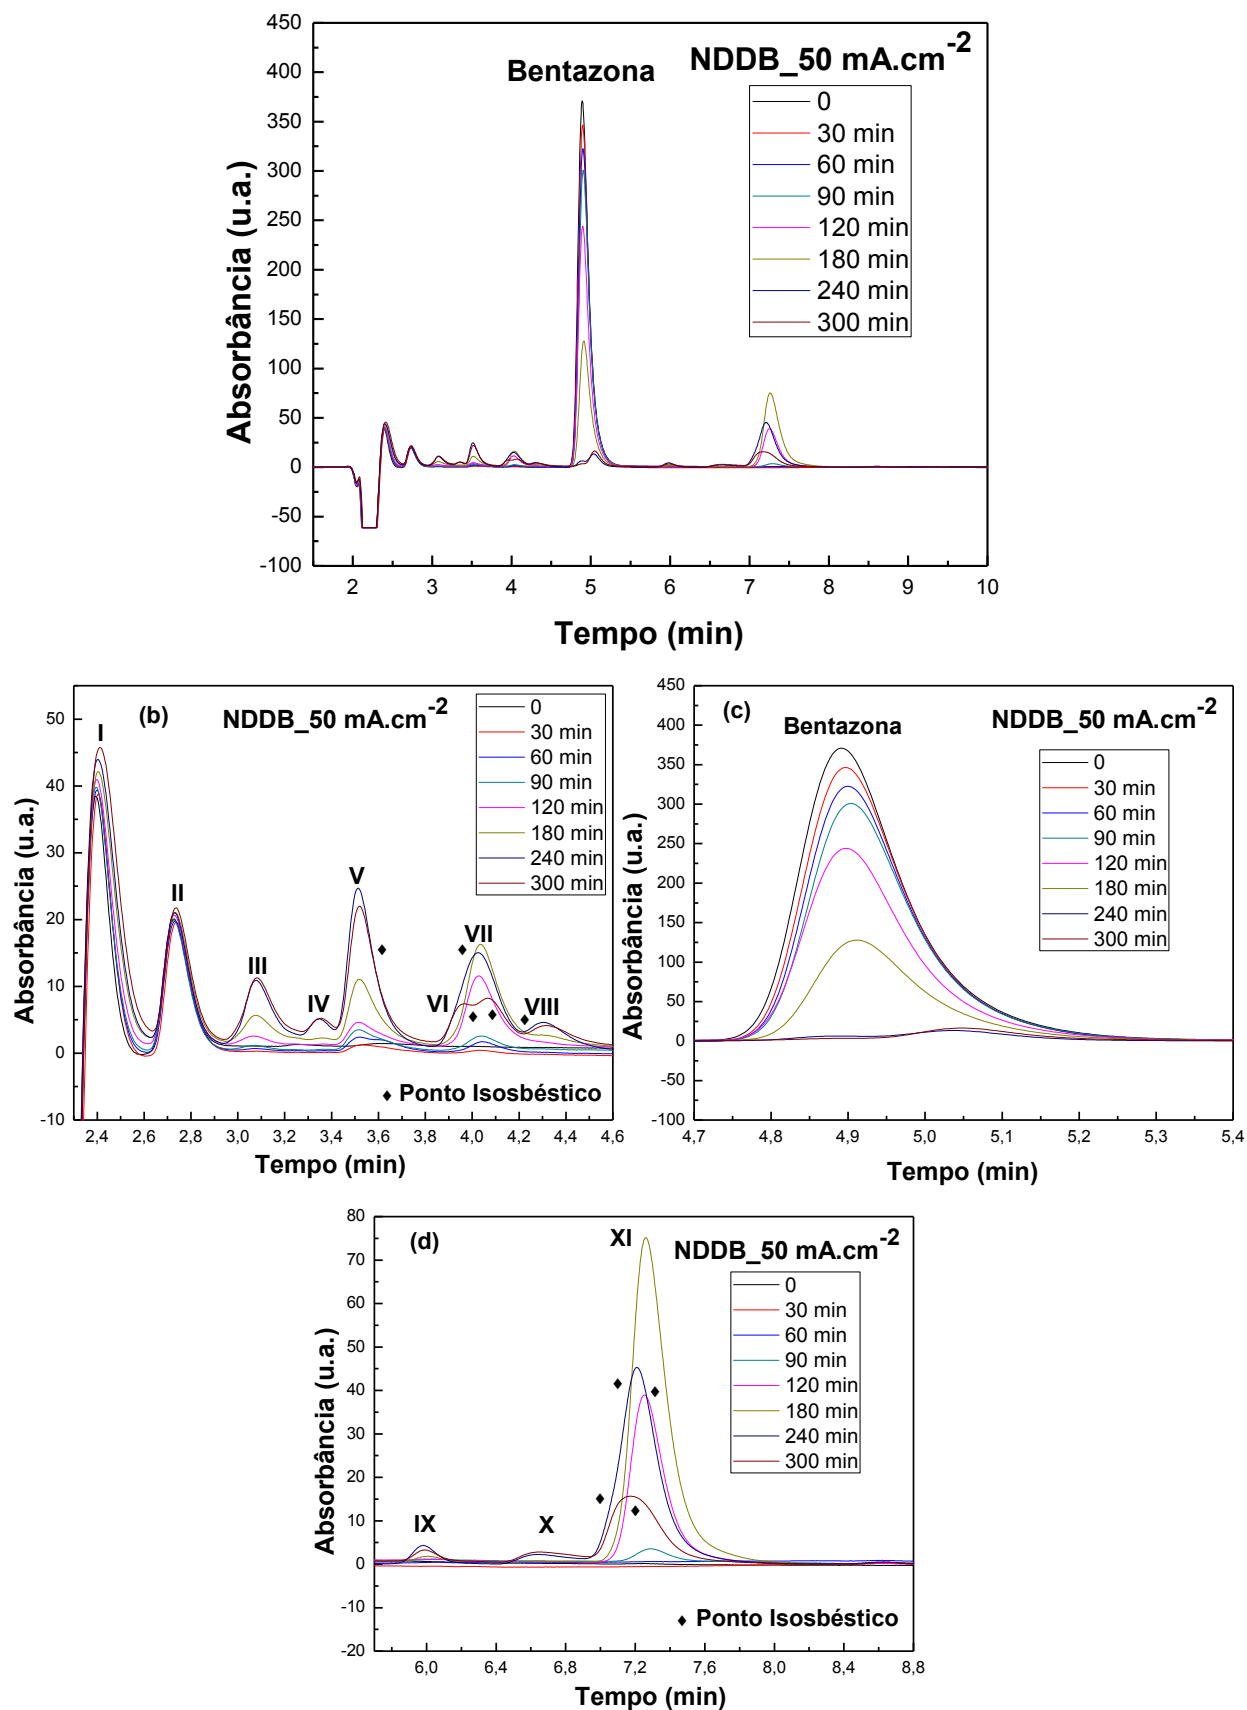 NDDB_50 mA.cm-2
Bentazona
0
30 min
60 min
90 min
120 min
180 min
240 min
300 min
450
400
350
300
250
200
150
100
50
0
-50
-100
Absorbância (u.a.)
2 3 4 5 6 7 8 9 10
Tempo (min)
(b)
NDDB_50 mA.cm-2
0
30 min
60 min
90 min
120 min
180 min
240 min
300 min
I
II
III
IV
V
VI
VII
VIII
♦ Ponto Isosbéstico
50
40
30
20
10
0
-10
Absorbância (u.a.)
2,4 2,6 2,8 3,0 3,2 3,4 3,6 3,8 4,0 4,2 4,4 4,6
Tempo (min)
(c)
NDDB_50 mA.cm-2
Bentazona
0
30 min
60 min
90 min
120 min
180 min
240 min
300 min
450
400
350
300
250
200
150
100
50
0
-50
-100
Absorbância (u.a.)
4,7 4,8 4,9 5,0 5,1 5,2 5,3 5,4
Tempo (min)
(d)
XI
NDDB_50 mA.cm-2
0
30 min
60 min
90 min
120 min
180 min
240 min
300 min
IX
X
♦ Ponto Isosbéstico
80
70
60
50
40
30
20
10
0
-10
-20
Absorbância (u.a.)
6,0 6,4 6,8 7,2 7,6 8,0 8,4 8,8
Tempo (min)